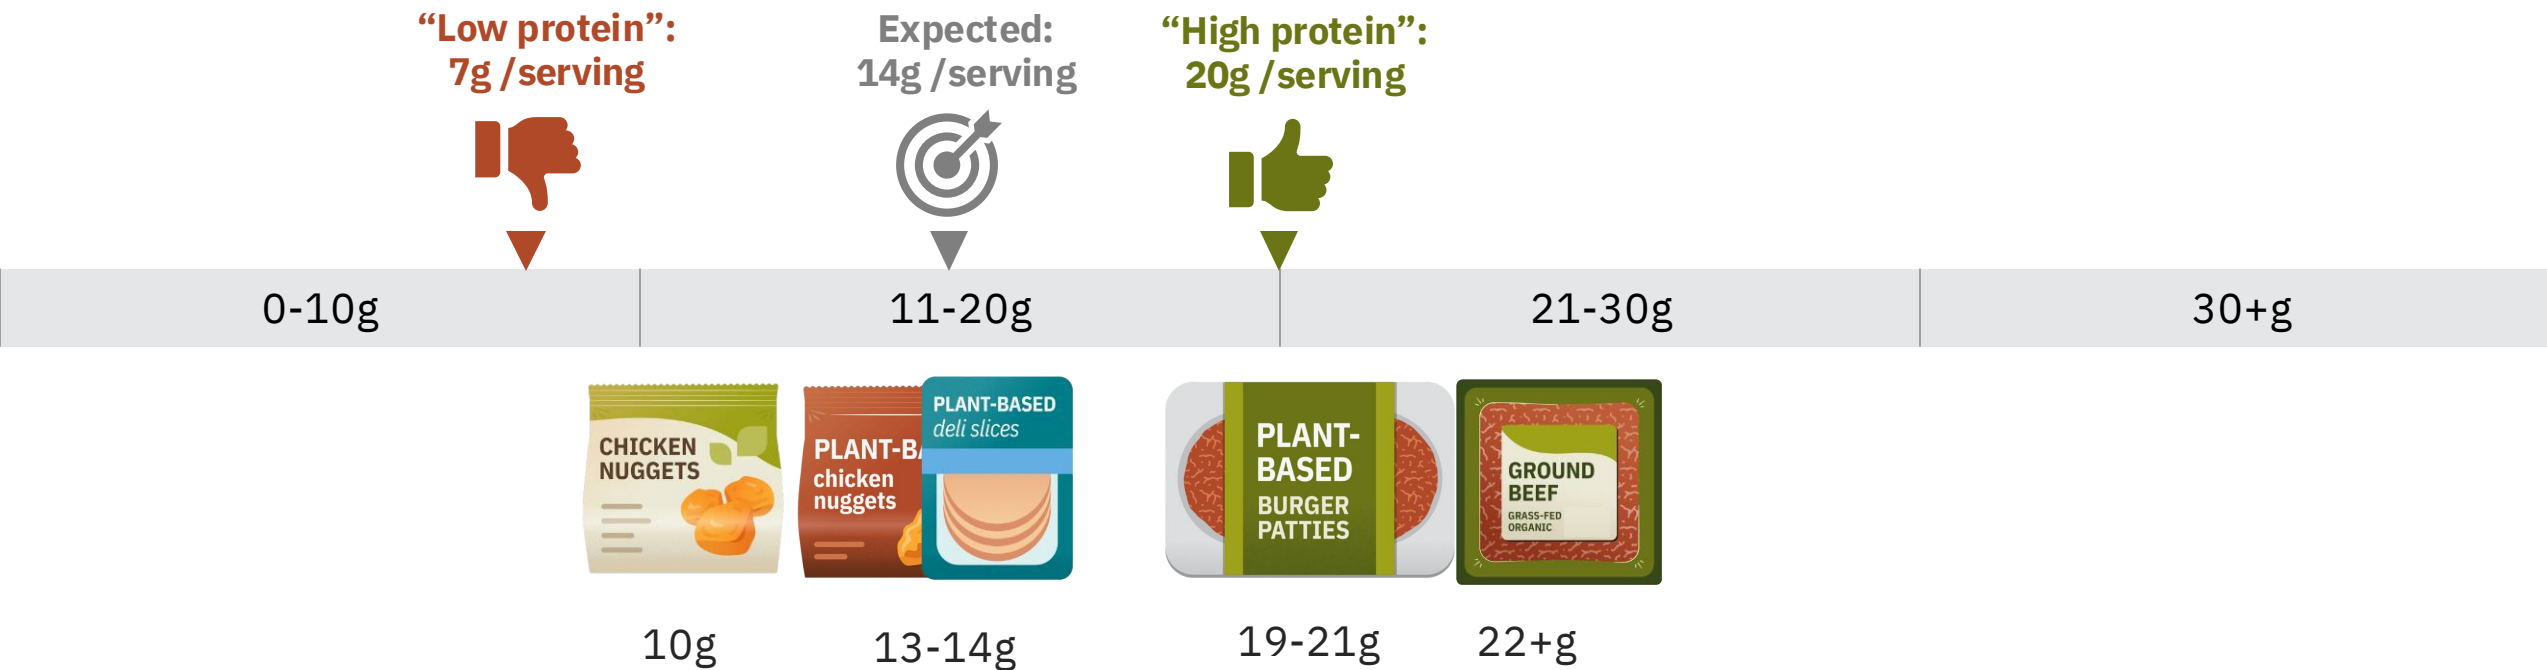 “Low protein”:
7g /serving
Expected:
14g /serving
“High protein”:
20g /serving
0-10g
11-20g
21-30g
30+g
CHICKEN
NUGGETS
PLANT-BA
chicken
nuggets
PLANT-BASED
deli slices
PLANT-
BASED
BURGER
PATTIES
GROUND
BEEF
GRASS-FED
ORGANIC
10g
13-14g
19-21g
22+g